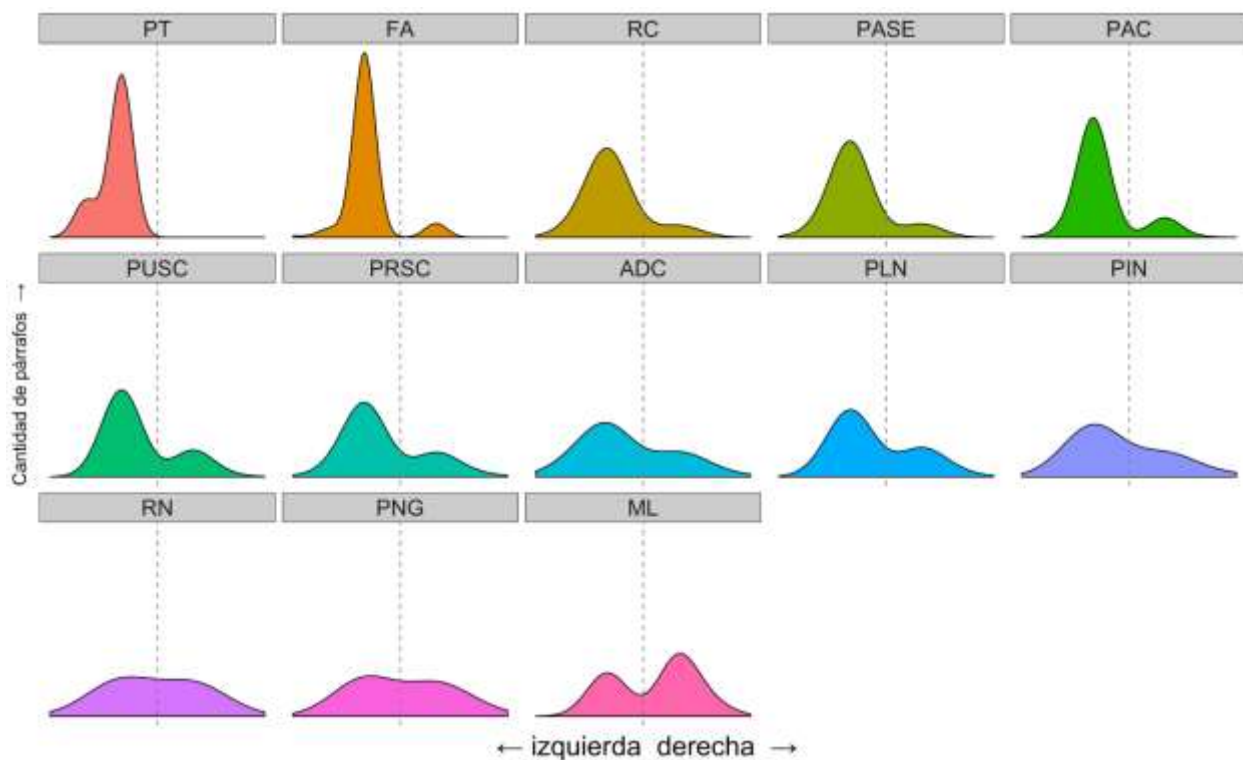 PT FA RC PASE PAC
PUSC PRSC ADC PLN PIN
Cantidad de párrafos →
RN PNG ML
← izquierda derecha →